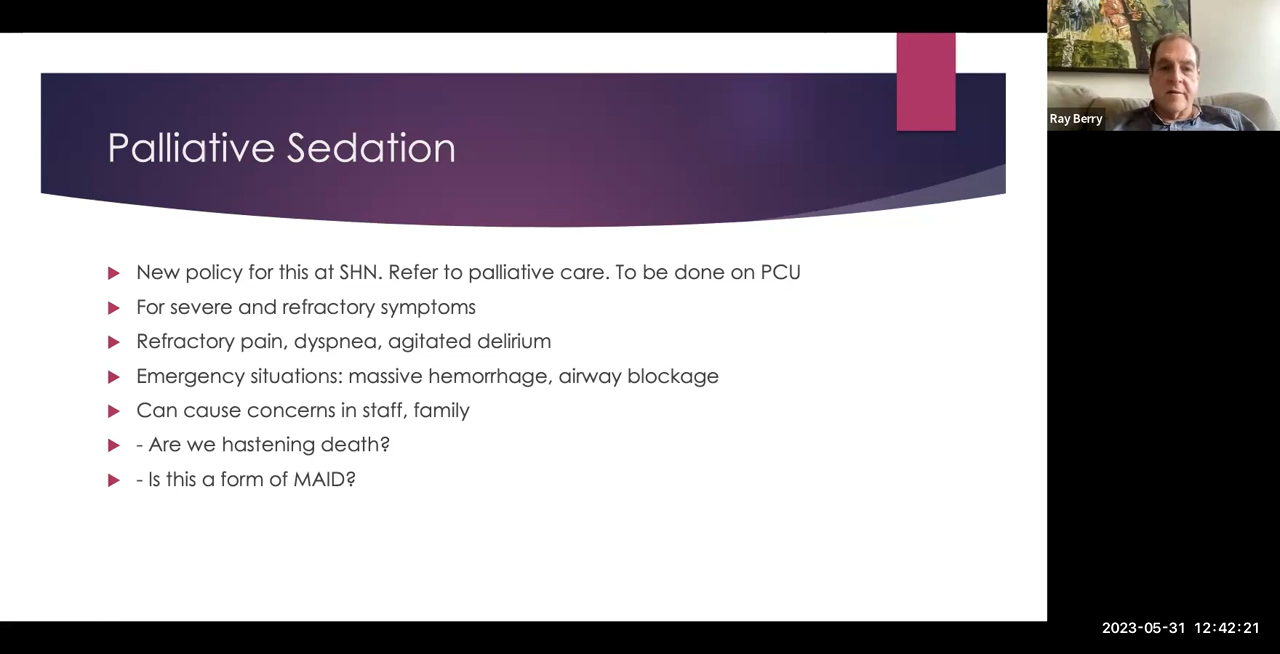 Palliative Sedation
New policy for this at SHN. Refer to palliative care. To be done on PCU
For severe and refractory symptoms
Refractory pain, dyspnea, agitated delirium
Emergency situations: massive hemorrhage, airway blockage
Can cause concerns in staff, family
- Are we hastening death?
- Is this a form of MAID?
Ray Berry
2023-05-31 12:42:21